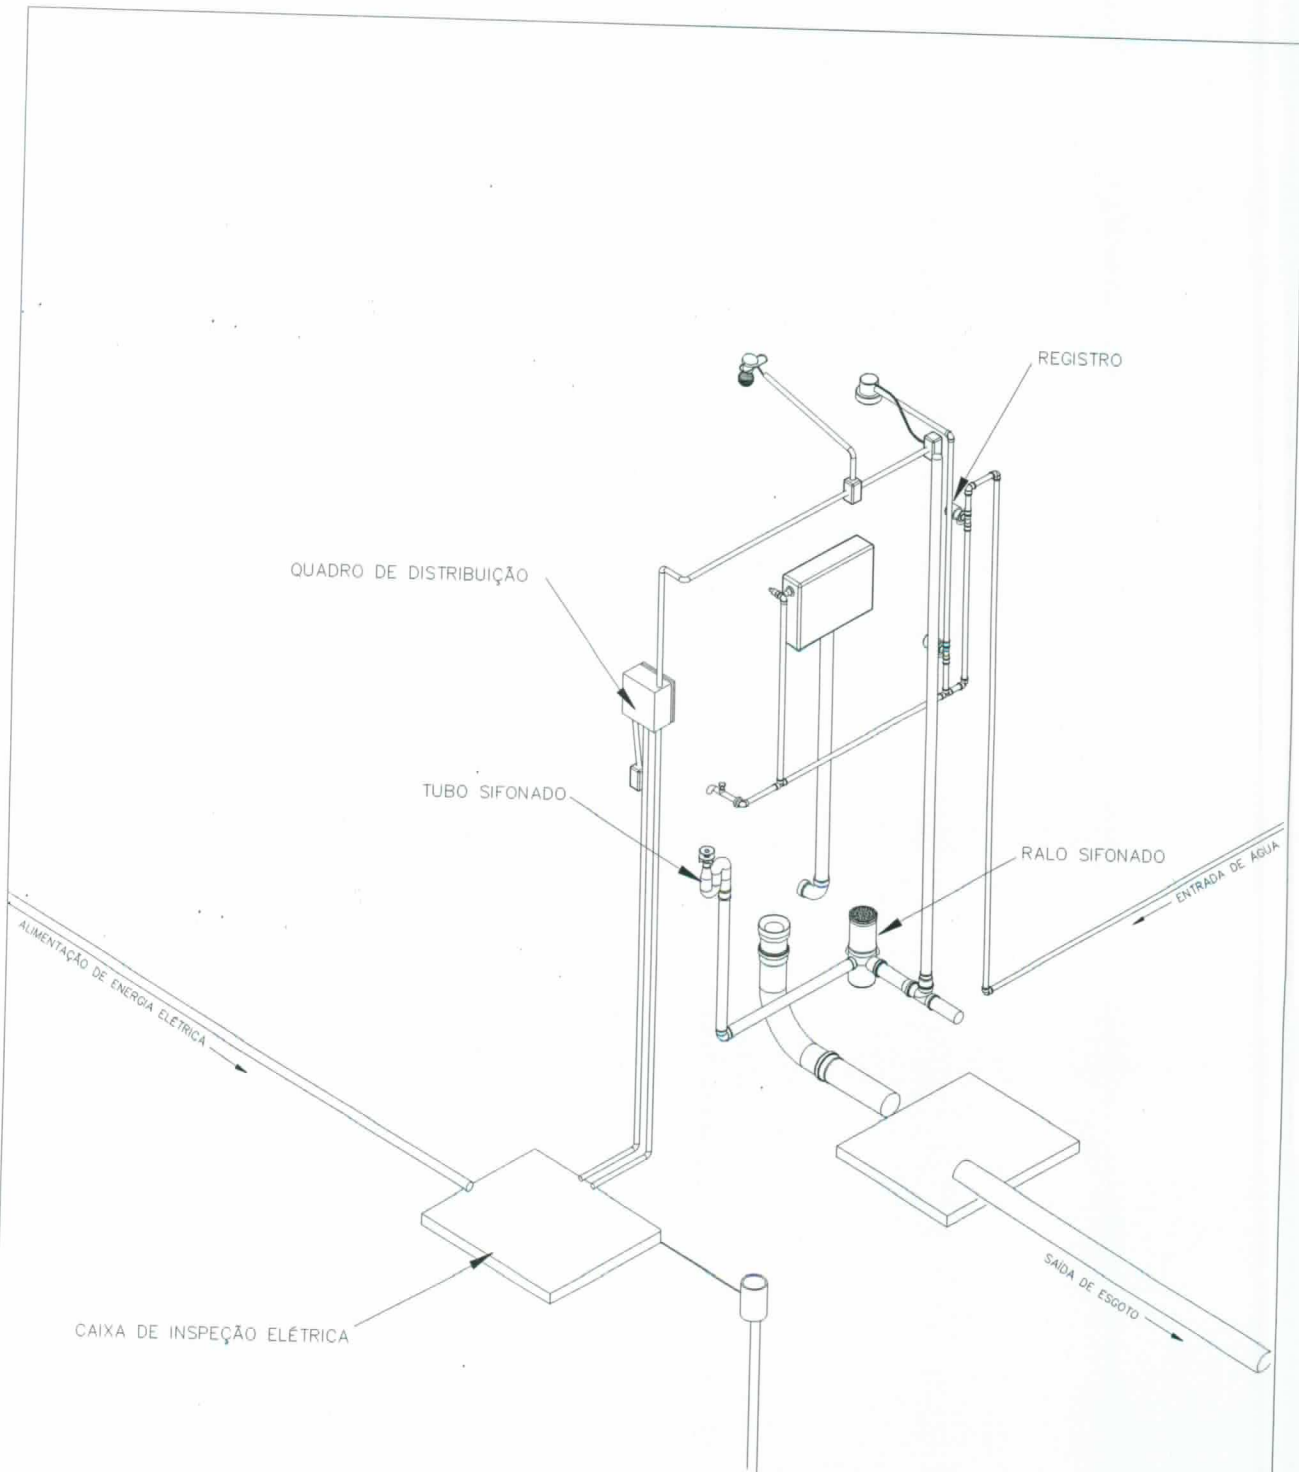 REGISTRO
QUADRO DE DISTRIBUIÇÃO
TUBO SIFONADO
RALO SIFONADO
ENTRADA DE AGUA
ALIMENTAÇÃO DE ENERGIA ELÉTRICA
SAÍDA DE ESGOTO
CAIXA DE INSPEÇÃO ELÉTRICA